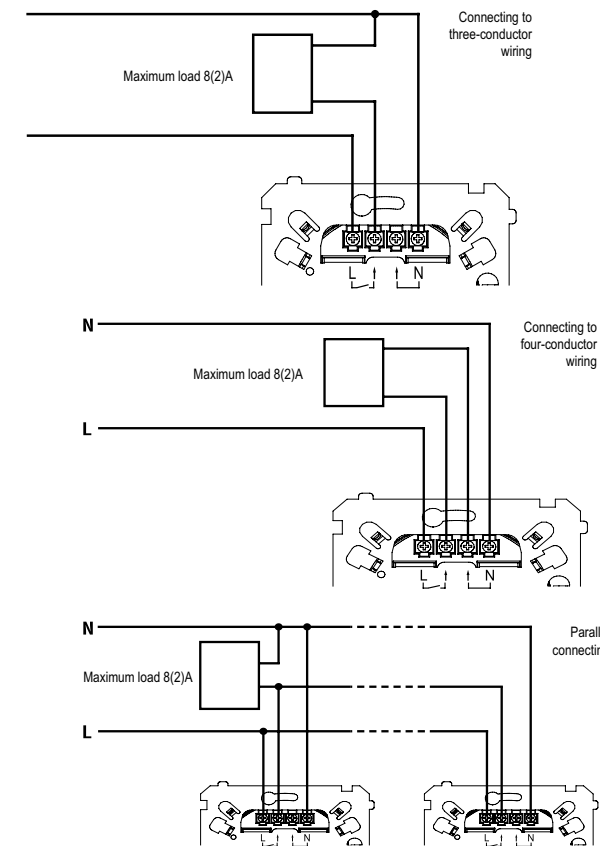 Connecting to
three-conductor
wiring
Maximum load 8(2)A
L N
N
Connecting to
four-conductor
wiring
Maximum load 8(2)A
L
L N
N
Parall
connectin
Maximum load 8(2)A
L
L N
L N